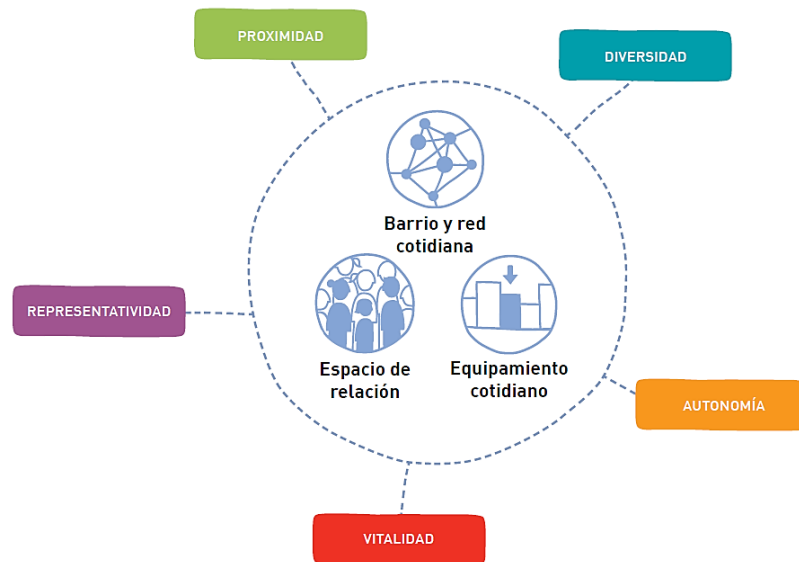 PROXIMIDAD
DIVERSIDAD
Barrio y red
cotidiana
REPRESENTATIVIDAD
Espacio de
relación
Equipamiento
cotidiano
AUTONOMÍA
VITALIDAD